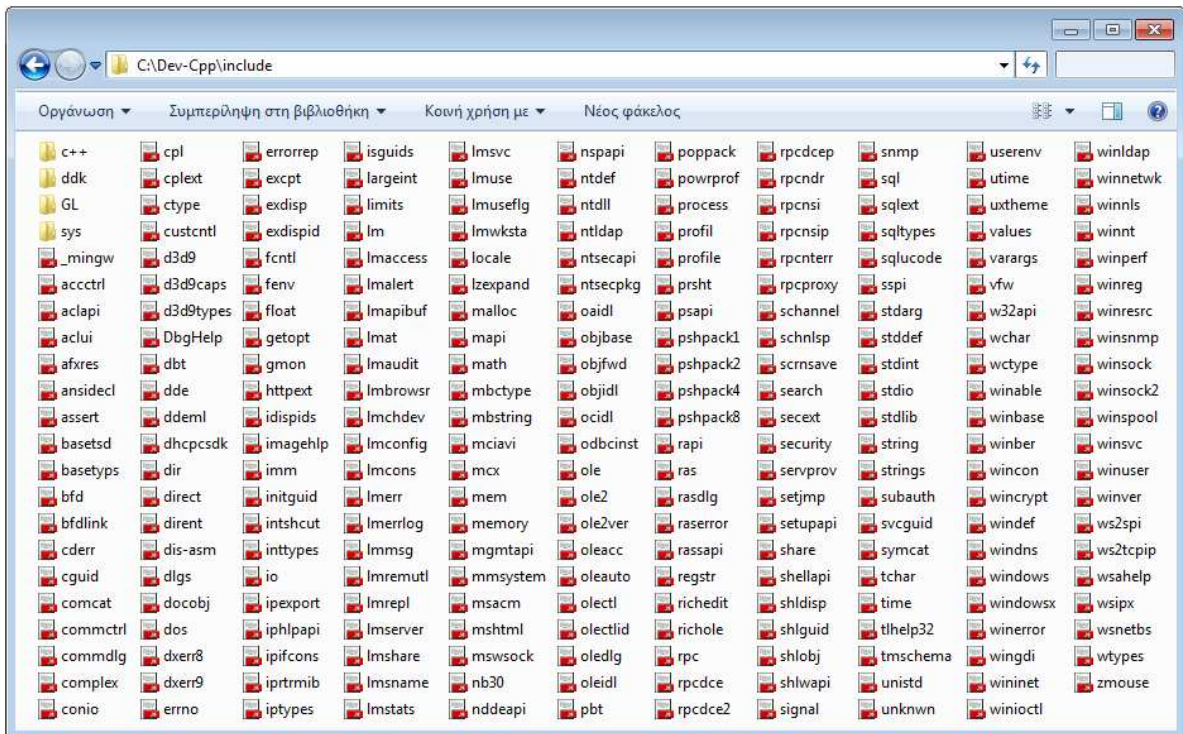 C:\Dev-Cpp\include
Οργάνωση Συμπερίληψη στη βιβλιοθήκη Κοινή χρήση με Νέος φάκελος
c++ cpl errorrep isguids lmsvc nspapi poppack rpcdcep snmp userenv winldap
ddk cplext excpt largeint lmuse ntdef powrprof rpcndr sql utime winnetwk
GL ctype exdisp limits lmuseflg ntdll process rpcnsi sqlext uxtheme winnls
sys custcntl exdispid lm lmwksta ntldap profil rpcnsip sqltypes values winnt
_mingw d3d9 fcntl lmaccess locale ntsecapi profile rpcnterr sqlucode varargs winperf
accctrl d3d9caps fenv lmalert lzexpand ntsecpkg prsht rpcproxy sspi vfw winreg
aclapi d3d9types float lmapibuf malloc oaidl psapi schannel stdarg w32api winresrc
aclui DbgHelp getopt lmat mapi objbase pshpack1 schnlsp stddef wchar winsnmp
afxres dbt gmon lmaudit math objfwd pshpack2 scrnsave stdint wctype winsock
ansidecl dde httpext lmbrowsr mbctype objidl pshpack4 search stdio winable winsock2
assert ddeml idispids lmchdev mbstring ocidl pshpack8 secext stdlib winbase winspool
basetsd dhcpcsdk imagehlp lmconfig mciavi odbcinst rapi security string winber winsvc
basetyps dir imm lmcons mcx ole ras servprov strings wincon winuser
bfd direct initguid lmerr mem ole2 rasdlg setjmp subauth wincrypt winver
bfdlink dirent intshcut lmerrlog memory ole2ver raserror setupapi svcguid windef ws2spi
cderr dis-asm inttypes lmmsg mgmtapi oleacc rassapi share symcat windns ws2tcpip
cguid dlgs io lmremutl mmsystem oleauto regstr shellapi tchar windows wsahelp
comcat docobj ipexport lmrepl msacm olectl richedit shldisp time windowsx wsipx
commctrl dos iphlpapi lmserver mshtml olectlid richole shlguid tlhelp32 winerror wsnetbs
commdlg dxerr8 ipifcons lmshare mswsock oledlg rpc shlobj tmschema wingdi wtypes
complex dxerr9 iprtrmib lmsname nb30 oleidl rpcdce shlwapi unistd wininet zmouse
conio errno iptypes lmstats nddeapi pbt rpcdce2 signal unknwn winioctl